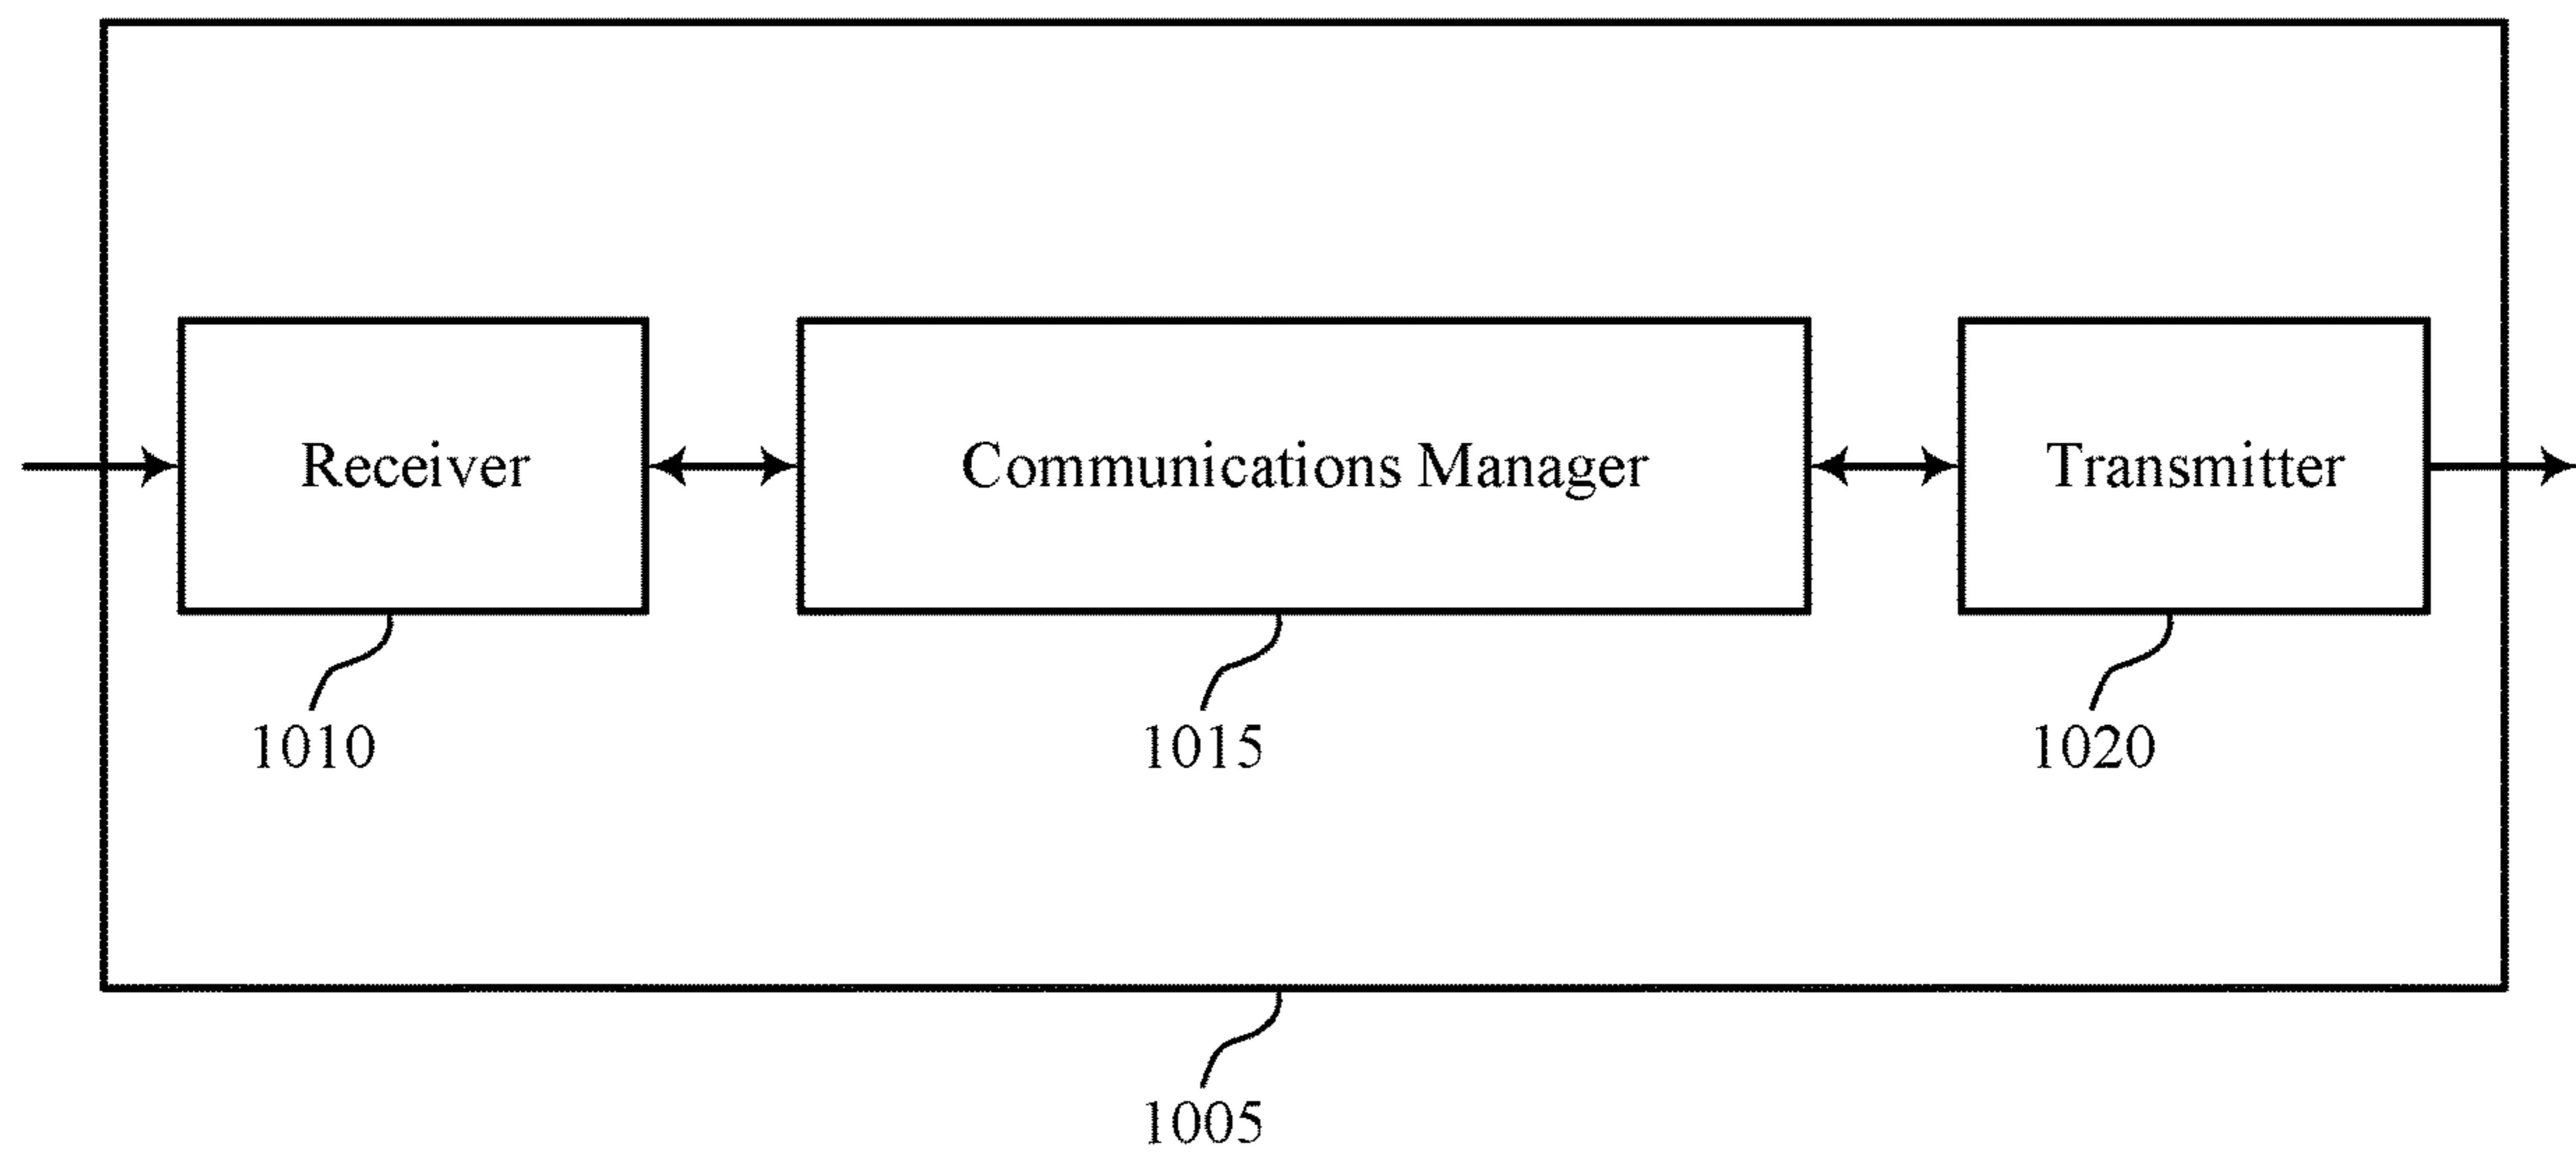 Receiver
Communications Manager
Transmitter
1010
1015
1020
1005